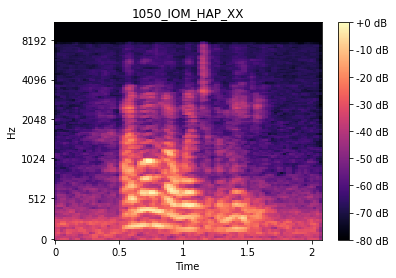 1050_IOM_HAP_XX
+0 dB
8192
-10 dB
4096
-20 dB
-30 dB
2048
-40 dB
Hz
1024
-50 dB
-60 dB
512
-70 dB
0
-80 dB
0
0.5
1
1.5
2
Time